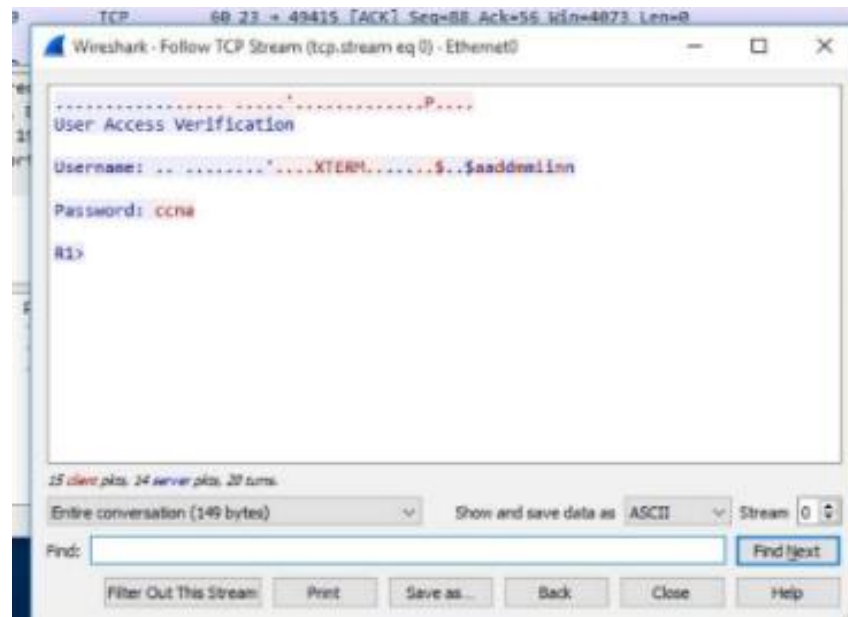 TCP 60 23 → 49415 [ACK] Seq=88 Ack=56 Win=4073 Len=0
Wireshark - Follow TCP Stream (tcp.stream eq 0) - Ethernet0
................. .....'.............P....
User Access Verification
Username: .. ........'....XTERM.......$..$aaddmmiinn
Password: ccna
R1>
15 client pkts, 14 server pkts, 20 turns.
Entire conversation (149 bytes)
Show and save data as ASCII
Stream 0
Find:
Find Next
Filter Out This Stream
Print
Save as...
Back
Close
Help